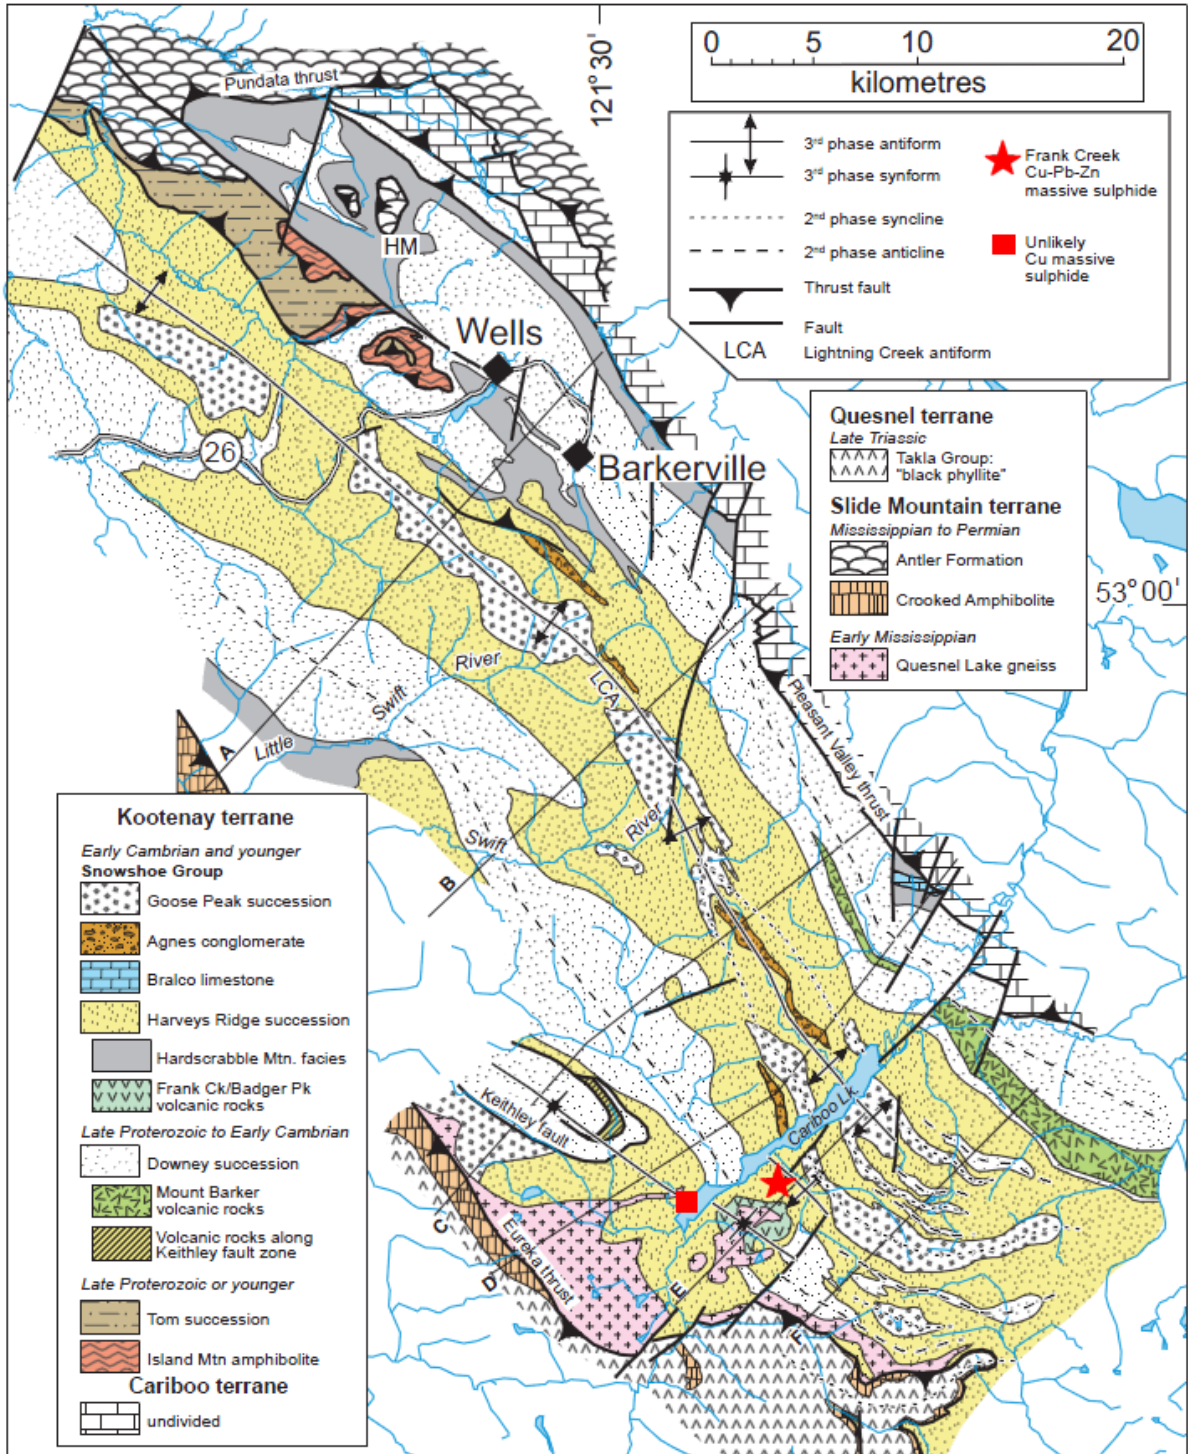 121° 30'
0 5 10 20
kilometres
3rd phase antiform
3rd phase synform
2nd phase syncline
2nd phase anticline
Thrust fault
Fault
LCA Lightning Creek antiform
Frank Creek
Cu-Pb-Zn
massive sulphide
Unlikely
Cu massive
sulphide
Pundata thrust
HM
Wells
26
Barkerville
Quesnel terrane
Late Triassic
Takla Group:
"black phyllite"
Slide Mountain terrane
Mississippian to Permian
Antler Formation
Crooked Amphibolite
Early Mississippian
Quesnel Lake gneiss
53° 00'
River
Swift
Little
LCA
Pleasant Valley thrust
A
River
Swift
B
Kootenay terrane
Early Cambrian and younger
Snowshoe Group
Goose Peak succession
Agnes conglomerate
Bralco limestone
Harveys Ridge succession
Hardscrabble Mtn. facies
Frank Ck/Badger Pk
volcanic rocks
Late Proterozoic to Early Cambrian
Downey succession
Mount Barker
volcanic rocks
Volcanic rocks along
Keithley fault zone
Late Proterozoic or younger
Tom succession
Island Mtn amphibolite
Cariboo terrane
undivided
Keithley fault
Cariboo Lk.
C
Eureka thrust
D
E
F